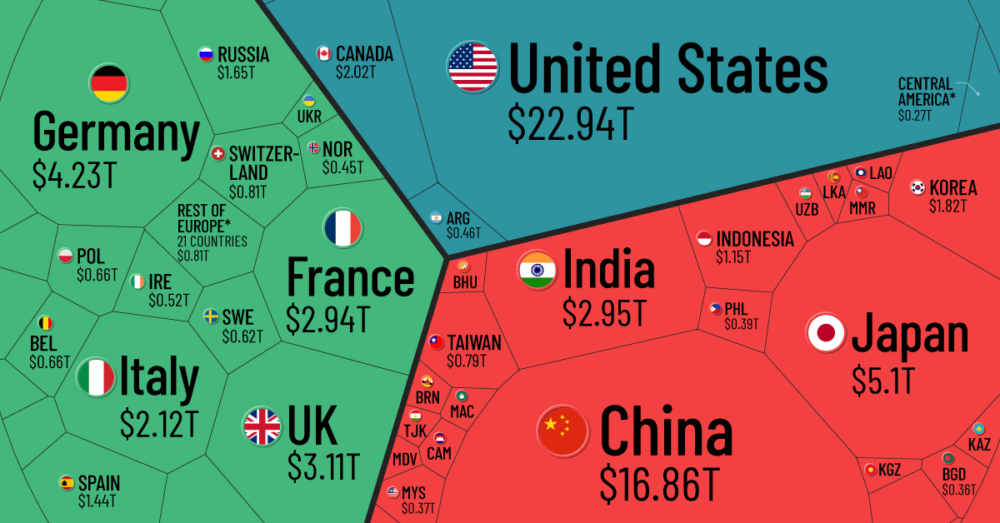 RUSSIA
$1.65T
Germany
$4.23T
UKR
SWITZER-
LAND
$0.81T
NOR
$0.45T
REST OF
EUROPE*
21 COUNTRIES
$0.81T
POL
$0.66T
IRE
$0.52T
France
$2.94T
SWE
$0.62T
BEL
$0.66T
Italy
$2.12T
UK
$3.11T
SPAIN
$1.44T
CANADA
$2.02T
United States
$22.94T
CENTRAL
AMERICA*
$0.27T
ARG
$0.46T
UZB
LKA
LAO
MMR
KOREA
$1.82T
INDONESIA
$1.15T
India
$2.95T
BHU
PHL
$0.39T
Japan
$5.1T
TAIWAN
$0.79T
BRN
MAC
TJK
CAM
MDV
MYS
$0.37T
China
$16.86T
KAZ
KGZ
BGD
$0.36T